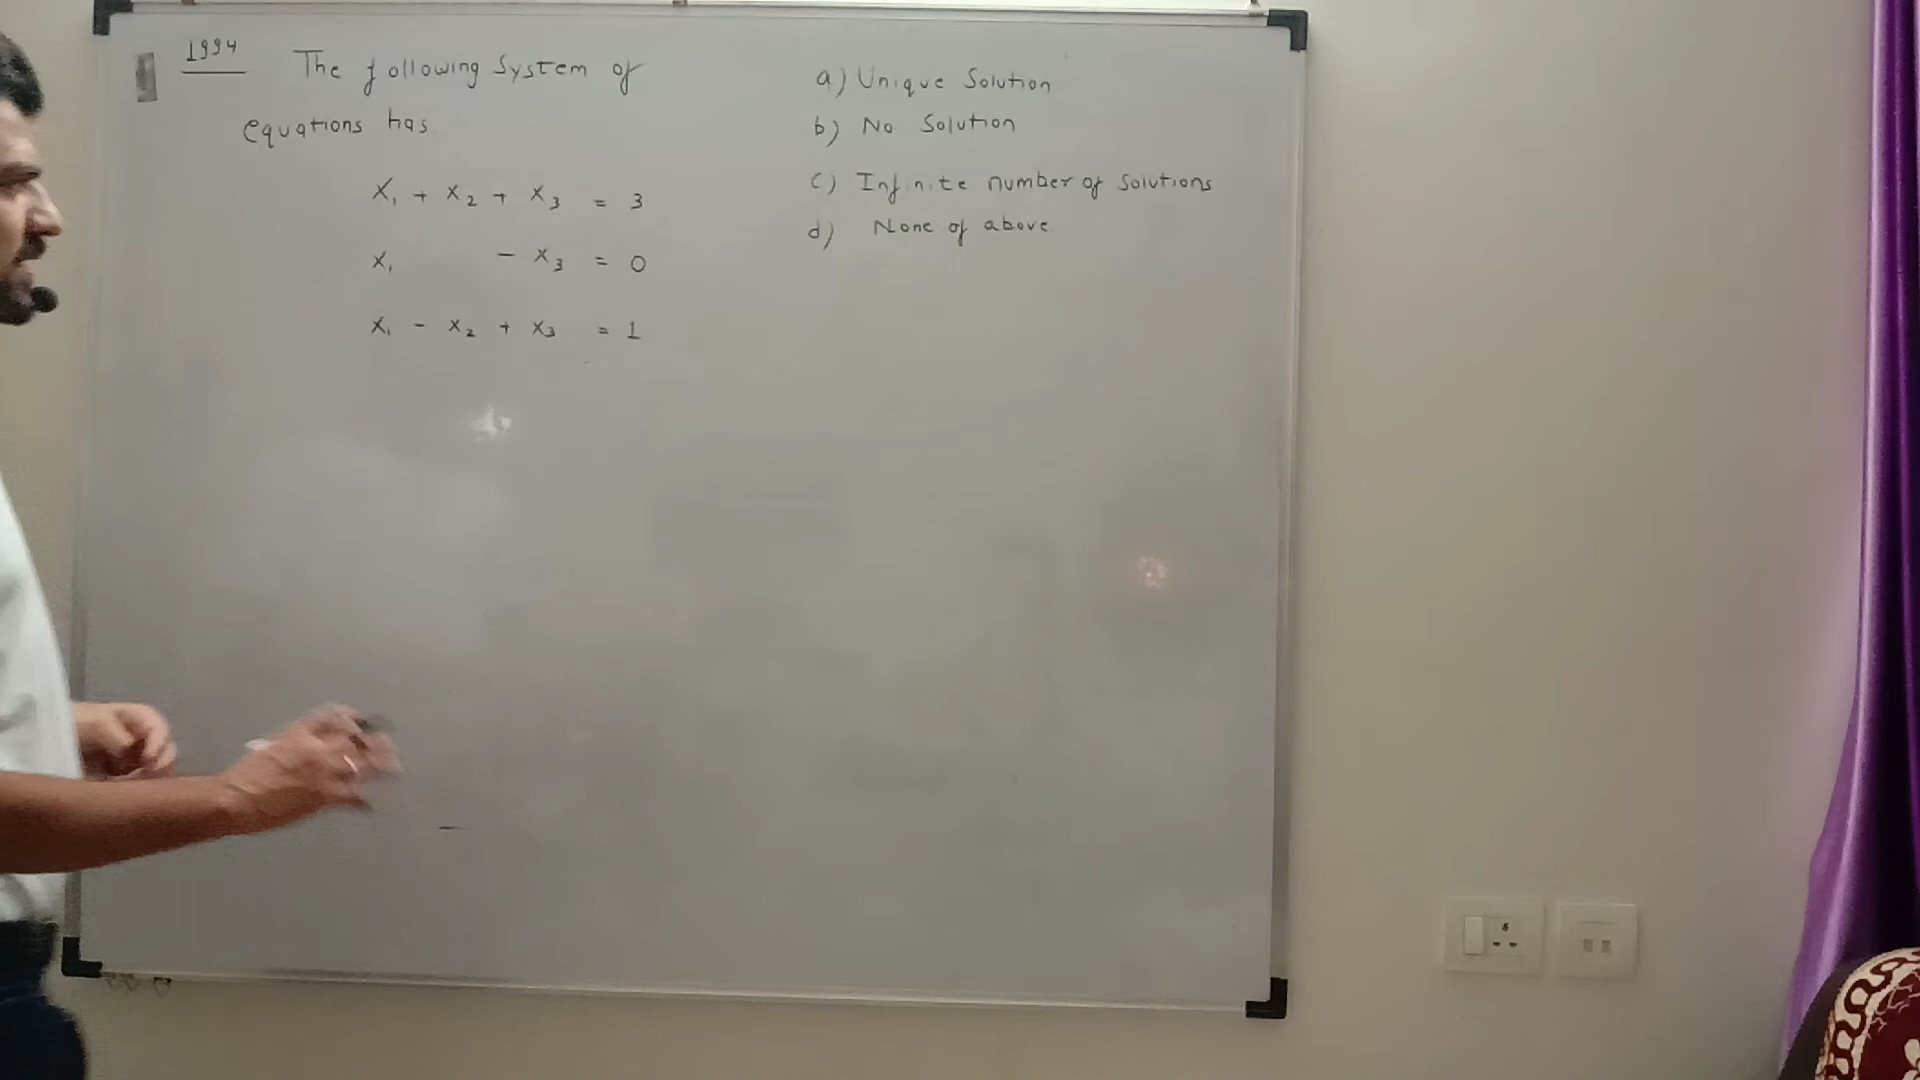 1994 The following System of
equations has.
x₁ + x₂ + x₃ = 3
x₁ - x₃ = 0
x₁ - x₂ + x₃ = 1
a) Unique Solution
b) No Solution
c) Infinite number of Solutions
d) None of above.